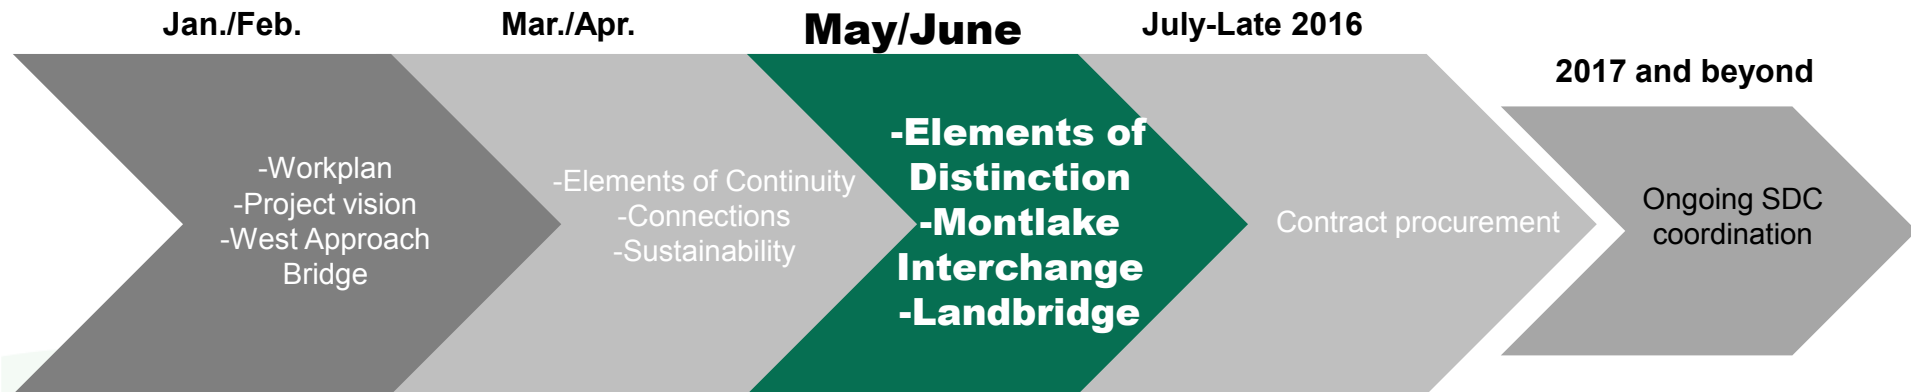 Jan./Feb.
Mar./Apr.
May/June
July-Late 2016
2017 and beyond
-Workplan
-Project vision
-West Approach
Bridge
-Elements of Continuity
-Connections
-Sustainability
-Elements of
Distinction
-Montlake
Interchange
-Landbridge
Contract procurement
Ongoing SDC
coordination